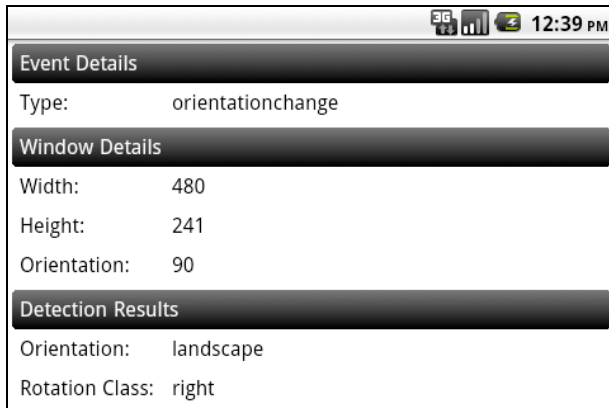 3G 12:39 PM
Event Details
Type: orientationchange
Window Details
Width: 480
Height: 241
Orientation: 90
Detection Results
Orientation: landscape
Rotation Class: right